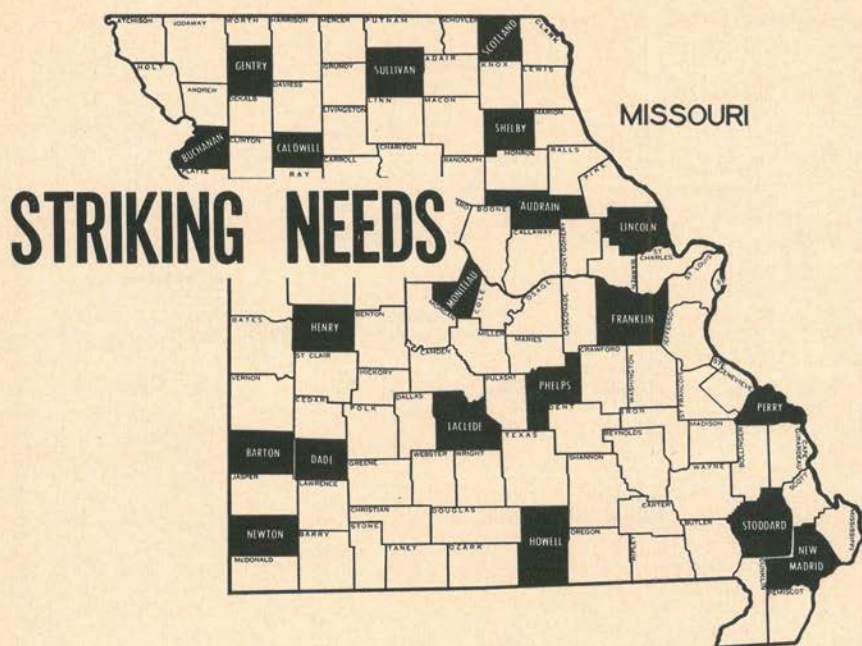 ATCHISON
NODAWAY
WORTH
HARRISON
MERCER
PUTNAM
SCHUYLER
SCOTLAND
CLARK
HOLT
GENTRY
SULLIVAN
ADAIR
KNOX
LEWIS
ANDREW
DAVIESS
GRUNDY
DEKALB
LINN
MACON
LIVINGSTON
MARION
SHELBY
MISSOURI
BUCHANAN
CLINTON
CALDWELL
CHARITON
RANDOLPH
MONROE
RALLS
PLATTE
RAY
CARROLL
PIKE
STRIKING NEEDS
AUDRAIN
BOONE
CALLAWAY
MONTGOMERY
LINCOLN
WARREN
ST CHARLES
ST LOUIS
MONITEAU
COLE
OSAGE
GASCONADE
FRANKLIN
JEFFERSON
BATES
HENRY
BENTON
MORGAN
MILLER
MARIES
ST CLAIR
CAMDEN
CRAWFORD
WASHINGTON
STE GENEVIEVE
VERNON
HICKORY
PULASKI
PHELPS
ST FRANCOIS
PERRY
CEDAR
POLK
DALLAS
LACLEDE
DENT
IRON
MADISON
BOLLINGER
CAPE GIRARDEAU
BARTON
DADE
TEXAS
REYNOLDS
JASPER
GREENE
WEBSTER
WRIGHT
SHANNON
WAYNE
SCOTT
LAWRENCE
CHRISTIAN
DOUGLAS
CARTER
BUTLER
STODDARD
MISSISSIPPI
NEWTON
BARRY
STONE
TANEY
OZARK
HOWELL
OREGON
RIPLEY
NEW MADRID
McDONALD
DUNKLIN
PEMISCOT